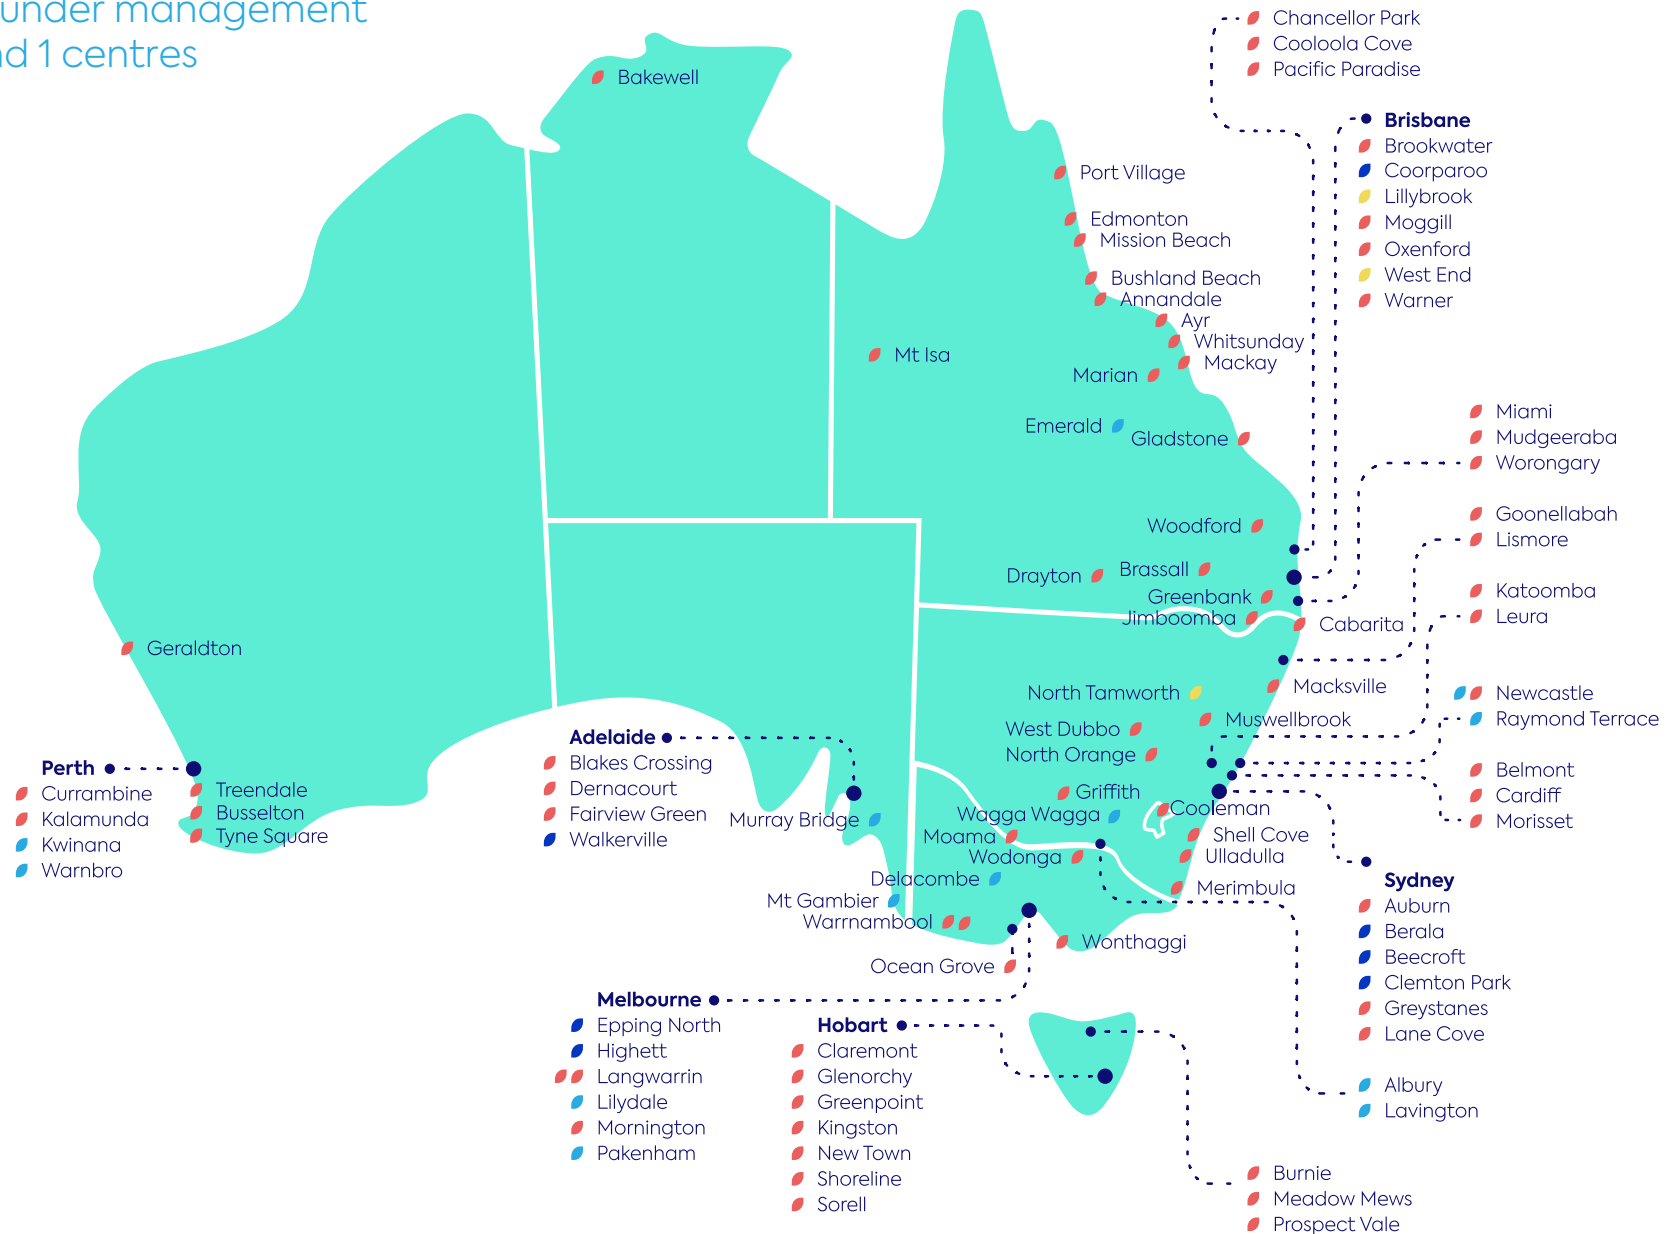 under management
nd 1 centres
Chancellor Park
Cooloola Cove
Pacific Paradise
Brisbane
Brookwater
Coorparoo
Lillybrook
Moggill
Oxenford
West End
Warner
Bakewell
Port Village
Edmonton
Mission Beach
Bushland Beach
Annandale
Ayr
Whitsunday
Mackay
Mt Isa
Marian
Emerald
Gladstone
Miami
Mudgeeraba
Worongary
Goonellabah
Lismore
Katoomba
Leura
Woodford
Drayton
Brassall
Greenbank
Jimboomba
Cabarita
Geraldton
North Tamworth
Macksville
Newcastle
Raymond Terrace
West Dubbo
Muswellbrook
North Orange
Belmont
Cardiff
Morisset
Griffith
Wagga Wagga
Cooleman
Moama
Shell Cove
Wodonga
Ulladulla
Delacombe
Merimbula
Mt Gambier
Warrnambool
Wonthaggi
Ocean Grove
Perth
Currambine
Kalamunda
Kwinana
Warnbro
Treendale
Busselton
Tyne Square
Adelaide
Blakes Crossing
Dernacourt
Fairview Green
Walkerville
Murray Bridge
Sydney
Auburn
Berala
Beecroft
Clemton Park
Greystanes
Lane Cove
Albury
Lavington
Melbourne
Epping North
Highett
Langwarrin
Lilydale
Mornington
Pakenham
Hobart
Claremont
Glenorchy
Greenpoint
Kingston
New Town
Shoreline
Sorell
Burnie
Meadow Mews
Prospect Vale